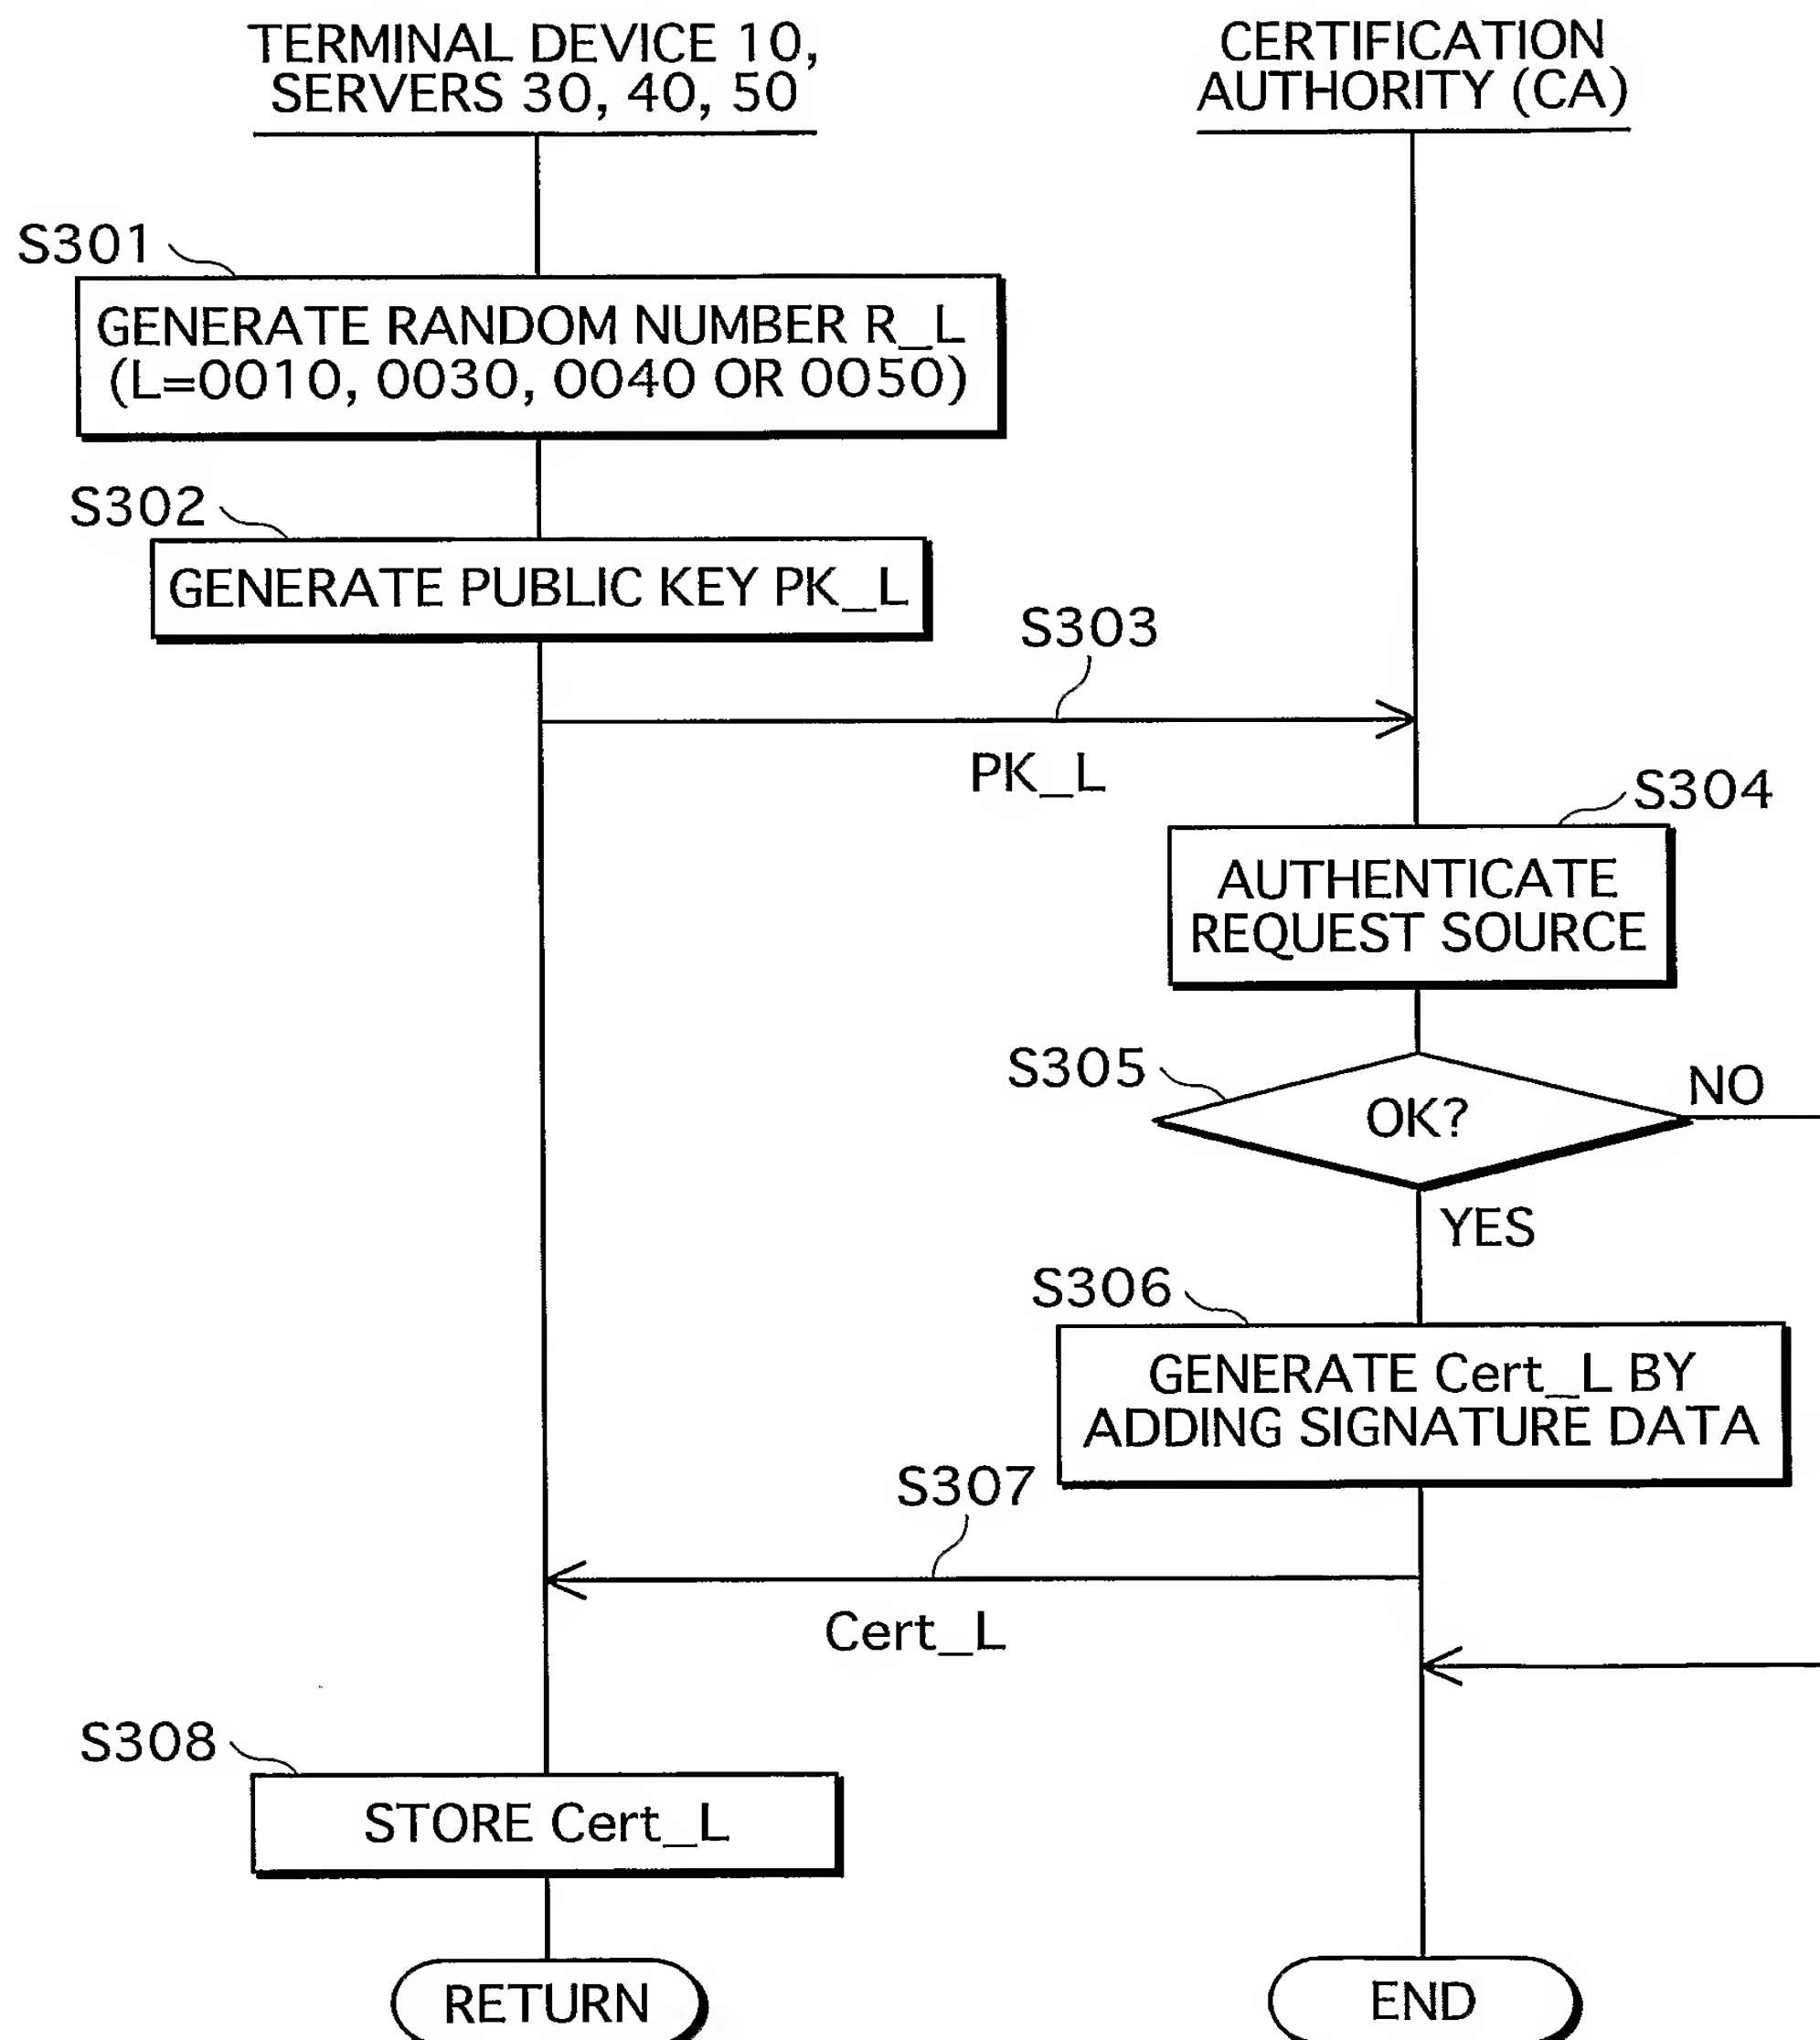 TERMINAL DEVICE 10,
SERVERS 30, 40, 50
CERTIFICATION
AUTHORITY (CA)
S301
GENERATE RANDOM NUMBER R_L
(L=0010, 0030, 0040 OR 0050)
S302
GENERATE PUBLIC KEY PK_L
S303
PK_L
S304
AUTHENTICATE
REQUEST SOURCE
S305
OK?
NO
YES
S306
GENERATE Cert_L BY
ADDING SIGNATURE DATA
S307
Cert_L
S308
STORE Cert_L
RETURN
END